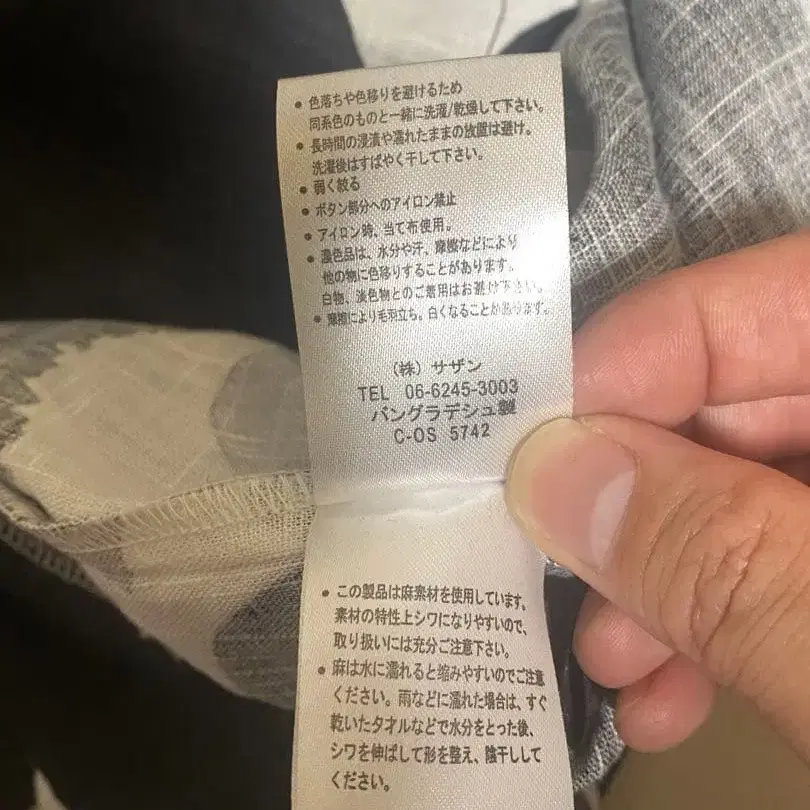 • 色落ちや色移りを避けるため
同系色のものと一緒に洗濯/乾燥して下さい。
• 長時間の浸漬や濡れたままの放置は避け、
洗濯後はすばやく干して下さい。
• 弱く絞る
• ボタン部分へのアイロン禁止
• アイロン時、当て布使用。
• 濃色品は、水分や汗、摩擦などにより
他の物に色移りすることがあります。
白物、淡色物とのご着用はお避け下さい。
• 摩擦により毛羽立ち。白くなることがあります。
(株) サザン
TEL 06-6245-3003
バングラデシュ製
C-OS 5742
• この製品は麻素材を使用しています。
素材の特性上シワになりやすいので、
取り扱いには充分ご注意下さい。
• 麻は水に濡れると縮みやすいのでご注意
ください。雨などに濡れた場合は、すぐ
乾いたタオルなどで水分をとった後、
シワを伸ばして形を整え、陰干しして
ください。